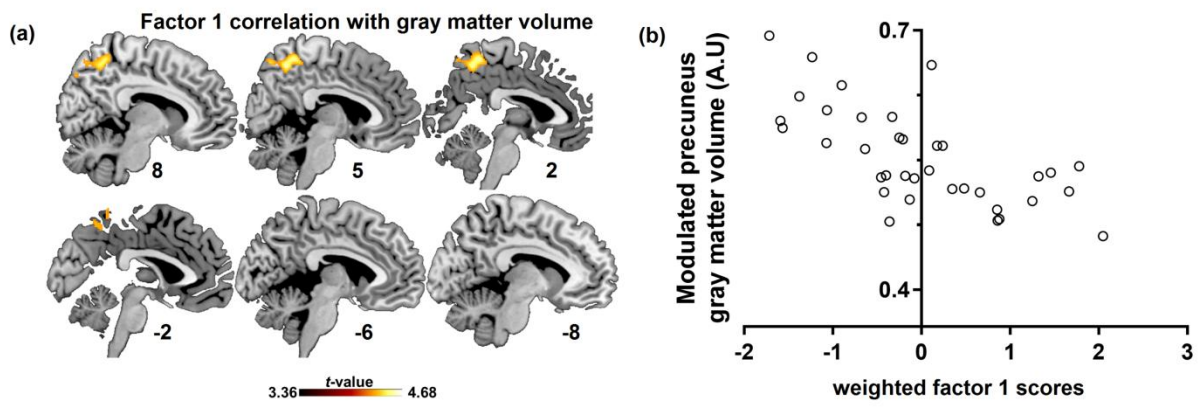 (a)
Factor 1 correlation with gray matter volume
8 5 2
-2 -6 -8
t-value
3.36 4.68
(b)
Modulated precuneus
gray matter volume (A.U)
0.7
0.4
-2 -1 0 1 2 3
weighted factor 1 scores